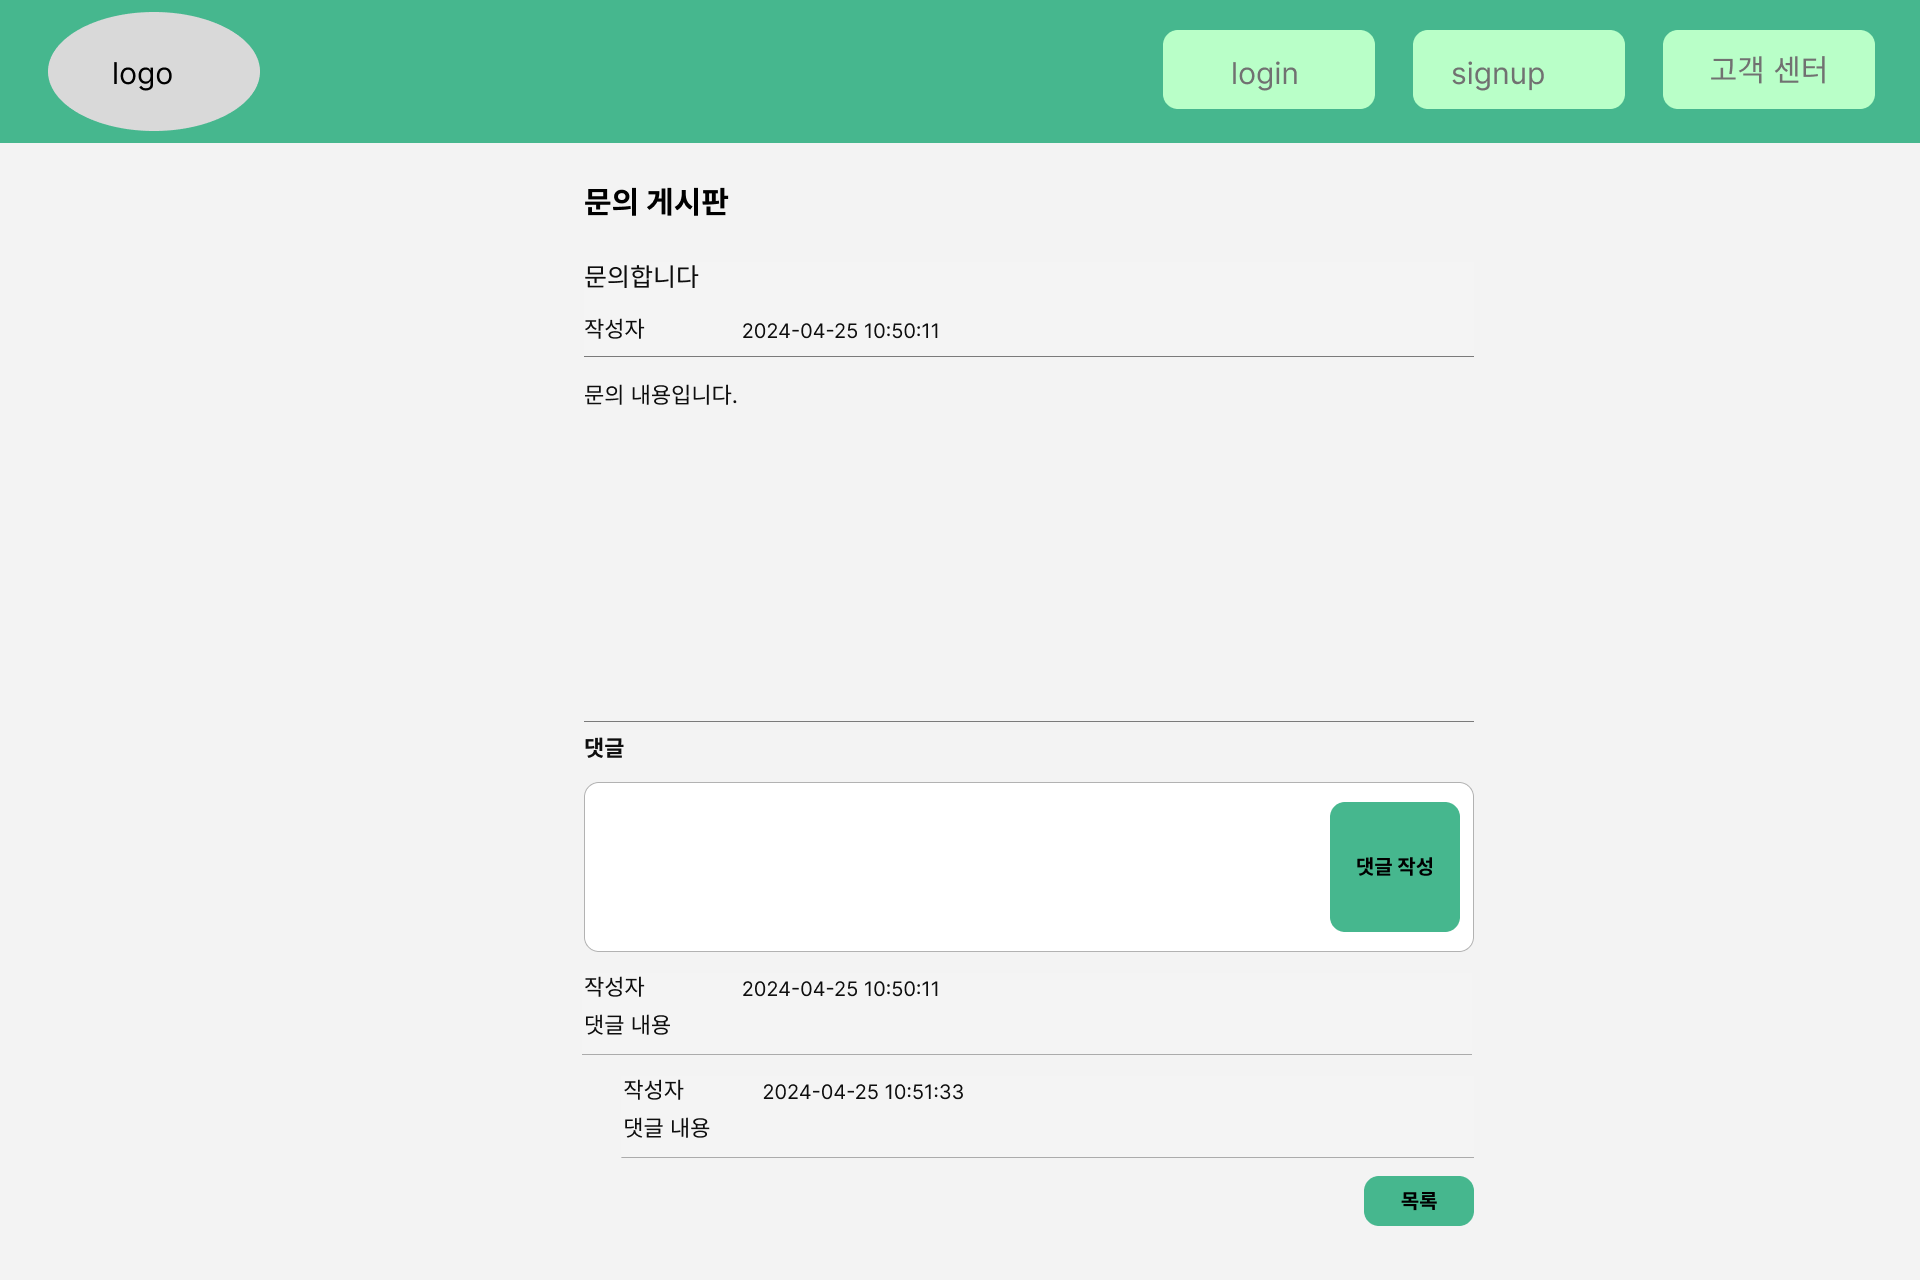 logo
login
signup
고객 센터
문의 게시판
문의합니다
작성자 2024-04-25 10:50:11
문의 내용입니다.
댓글
댓글 작성
작성자 2024-04-25 10:50:11
댓글 내용
작성자 2024-04-25 10:51:33
댓글 내용
목록